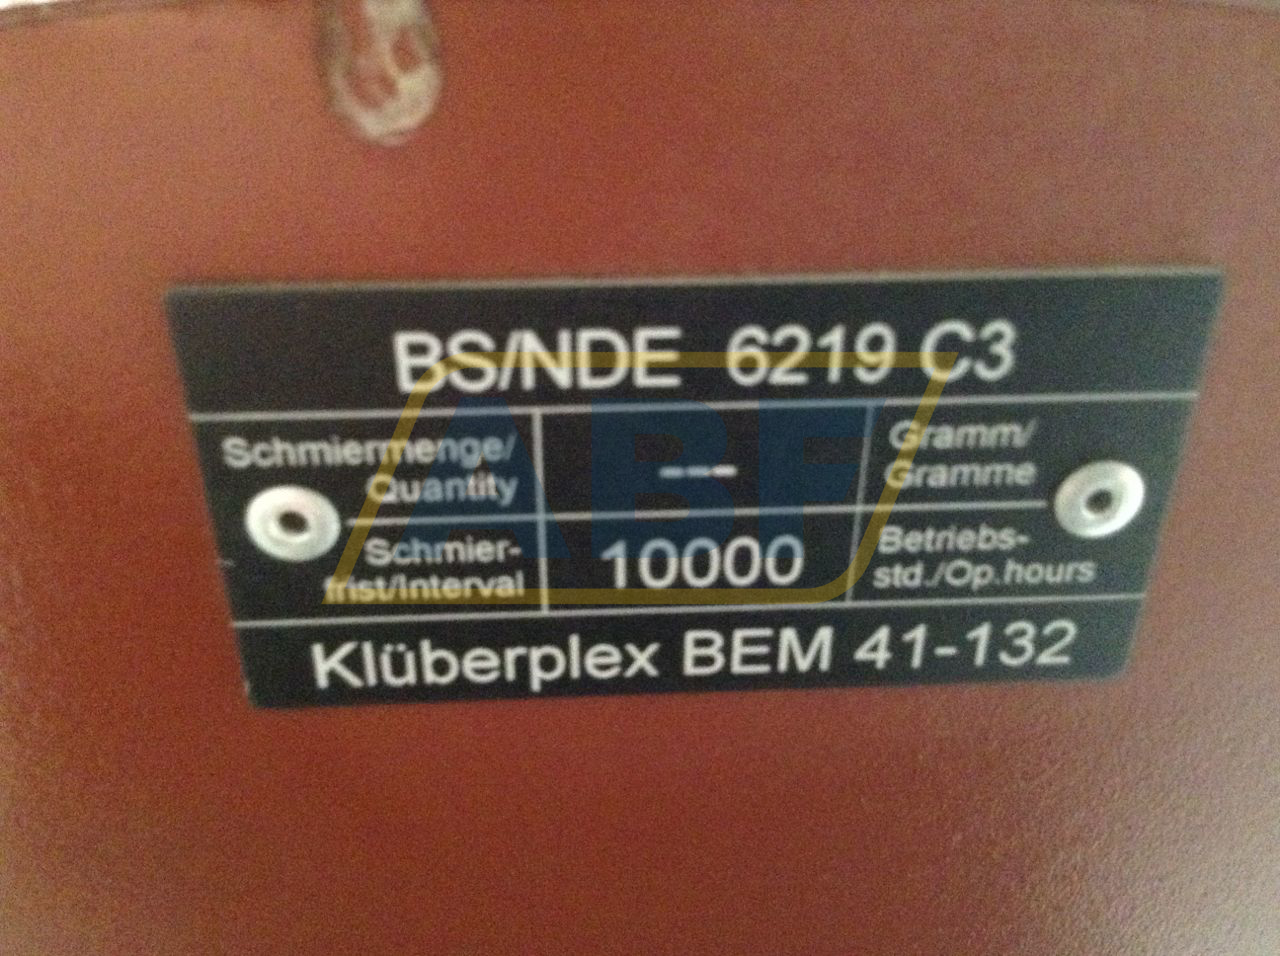 BS/NDE 6219 C3
Schmiermenge/
Quantity
---
Gramm/
Gramme
Schmier-
frist/Interval
10000
Betriebs-
std./Op.hours
Klüberplex BEM 41-132
ABF